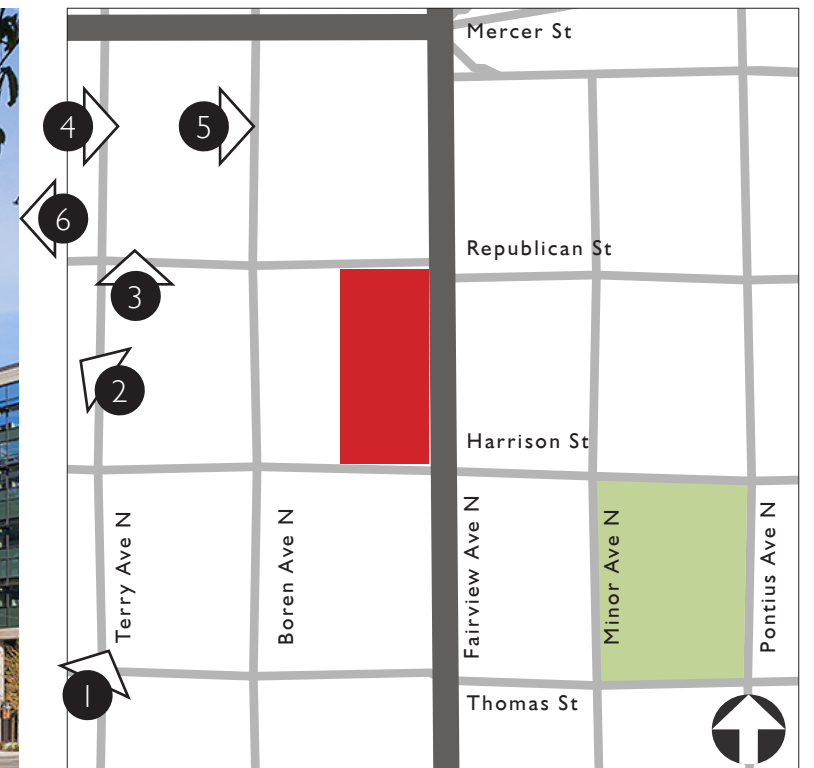 Mercer St
4
5
6
Republican St
3
2
Harrison St
Terry Ave N
Boren Ave N
Fairview Ave N
Minor Ave N
Pontius Ave N
1
Thomas St